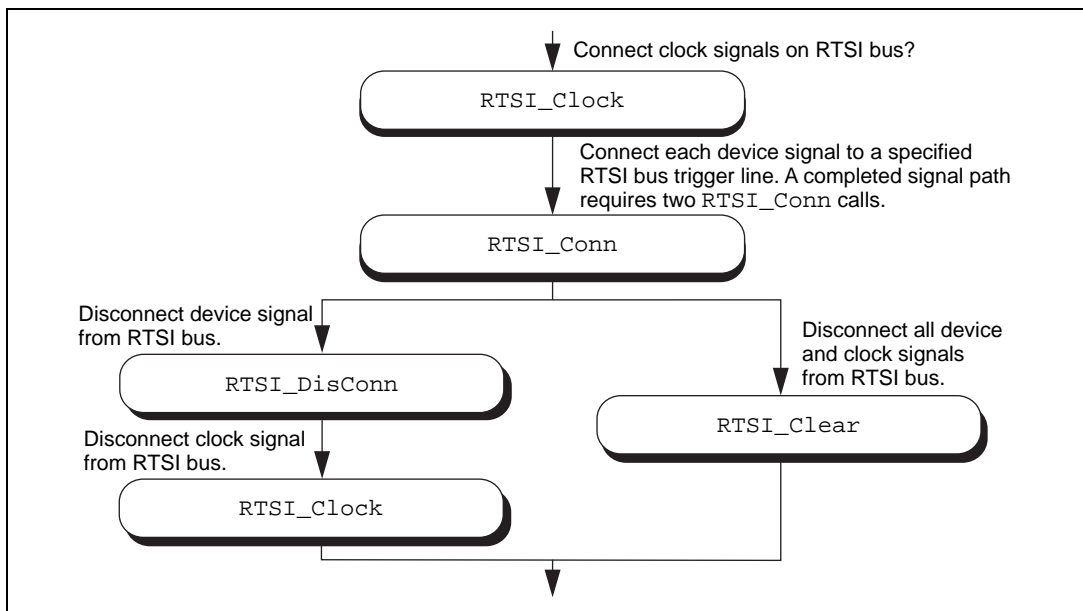 Connect clock signals on RTSI bus?
RTSI_Clock
Connect each device signal to a specified
RTSI bus trigger line. A completed signal path
requires two RTSI_Conn calls.
RTSI_Conn
Disconnect device signal
from RTSI bus.
RTSI_DisConn
Disconnect clock signal
from RTSI bus.
RTSI_Clock
Disconnect all device
and clock signals
from RTSI bus.
RTSI_Clear